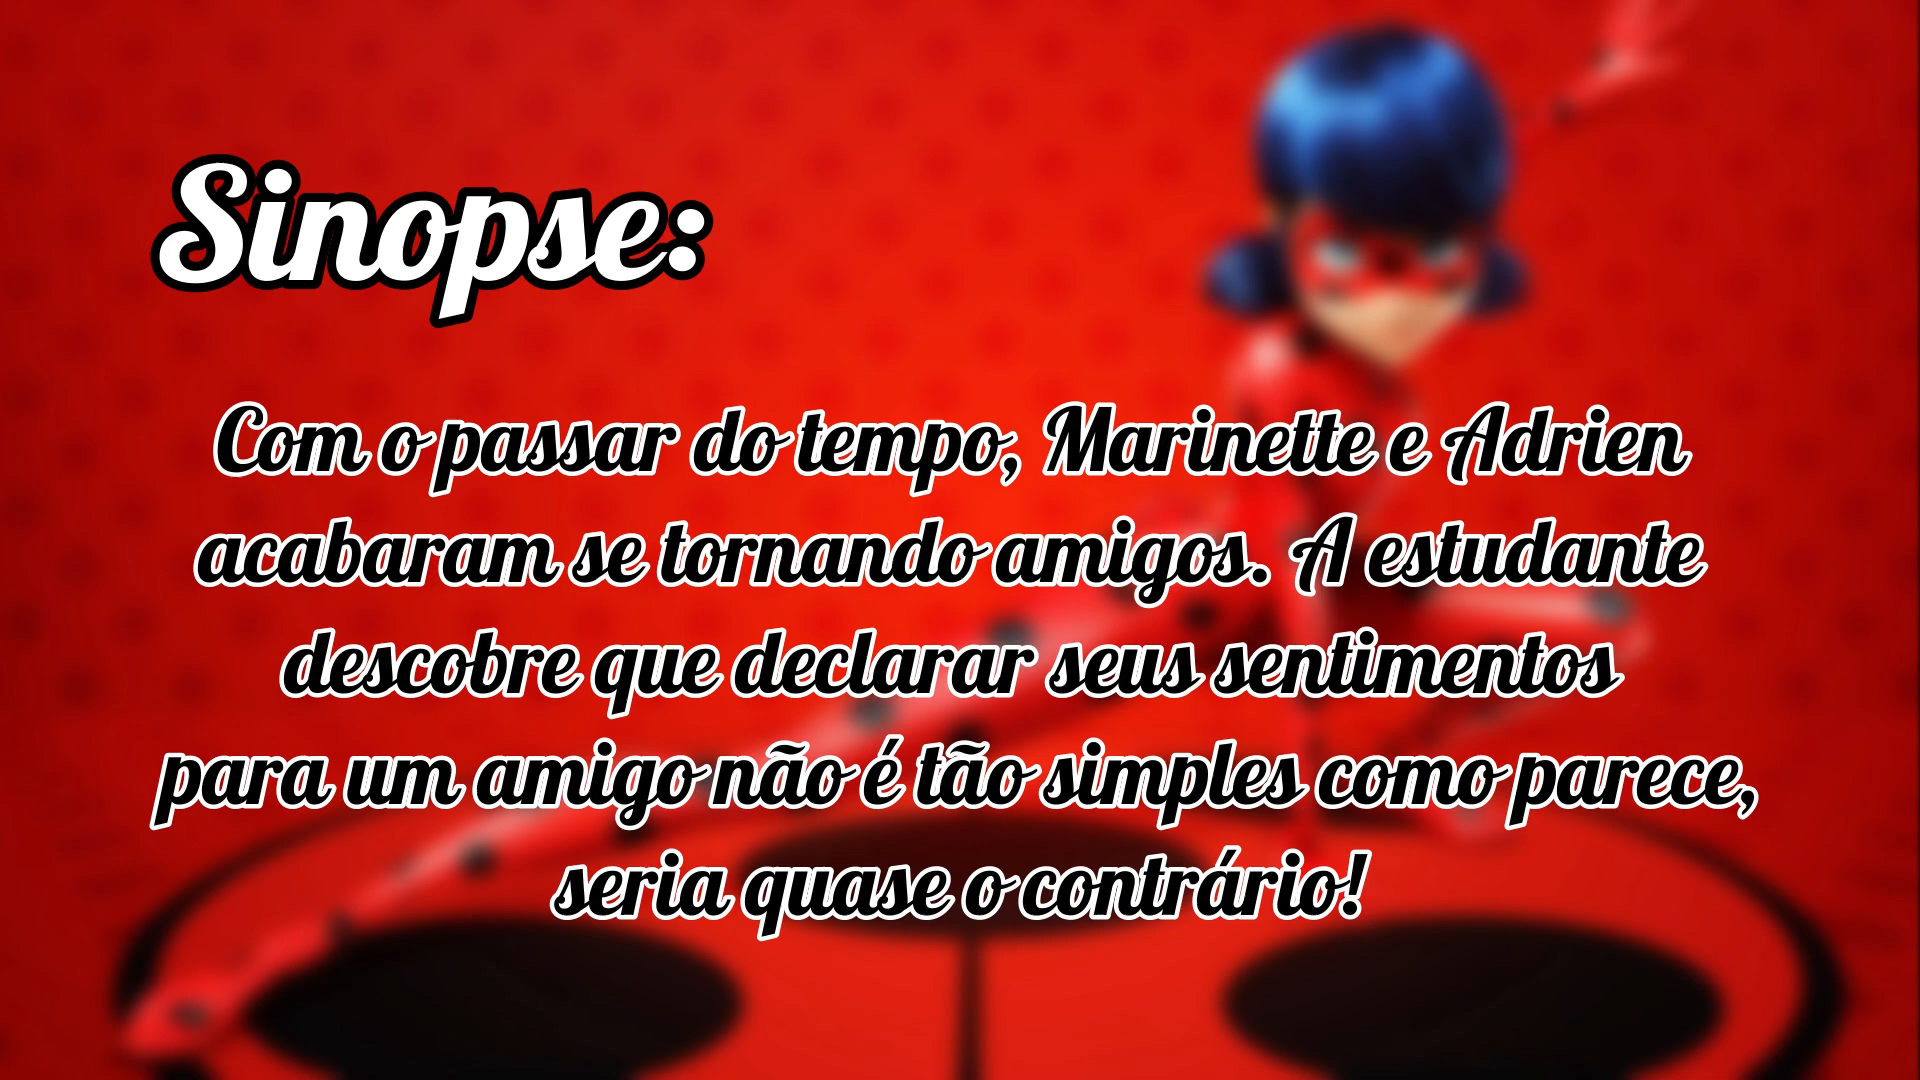 Sinopse:
Com o passar do tempo, Marinette e Adrien
acabaram se tornando amigos. A estudante
descobre que declarar seus sentimentos
para um amigo não é tão simples como parece,
seria quase o contrário!